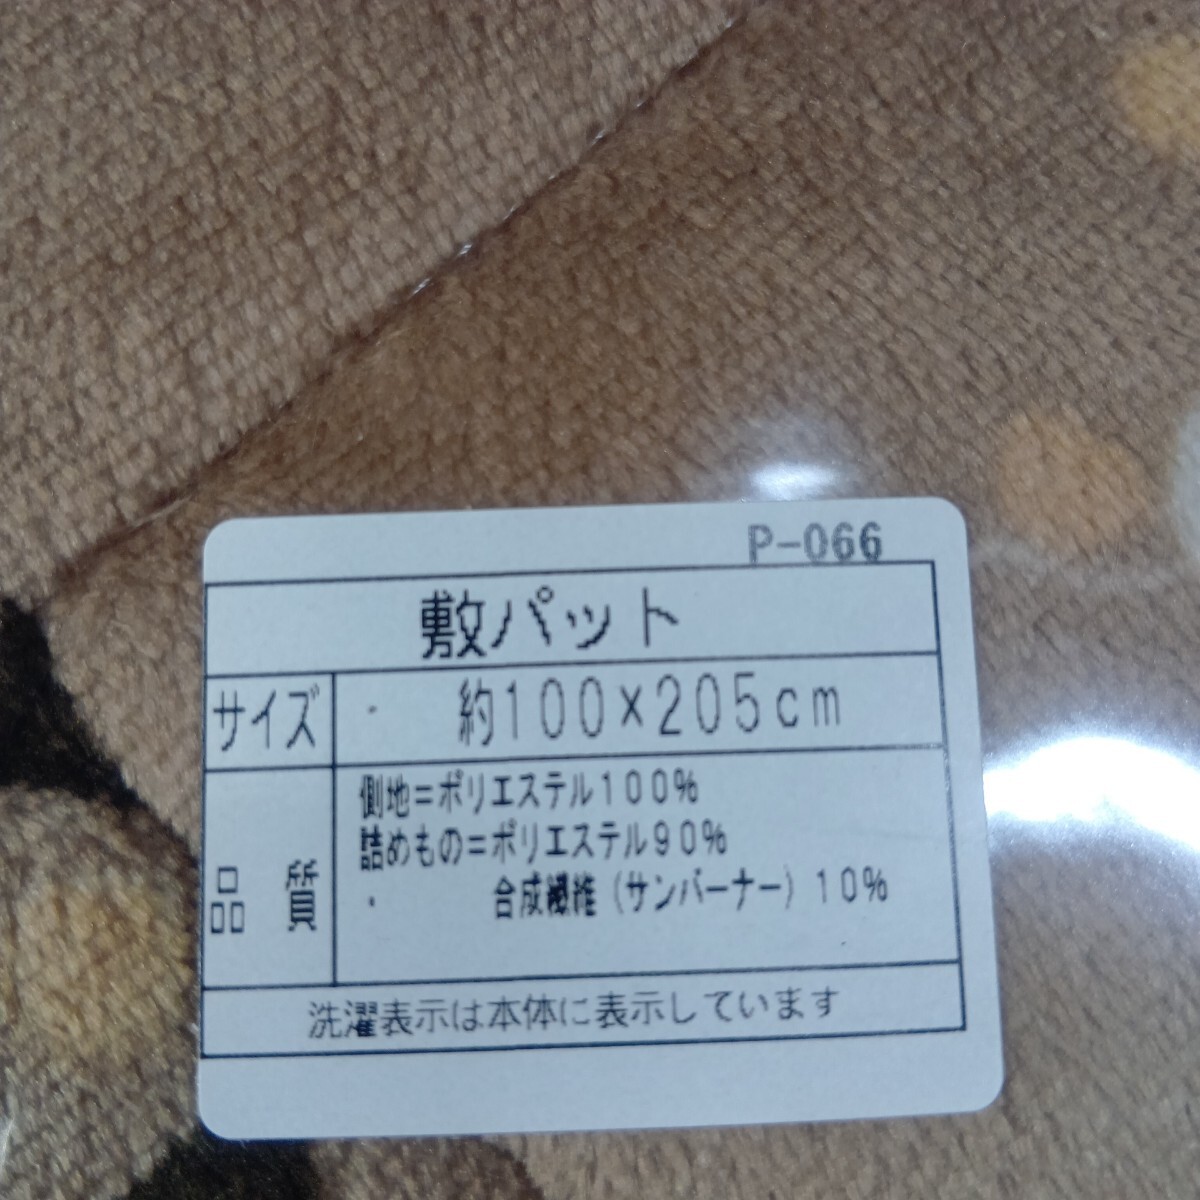 P-066
敷パット
サイズ 約100×205cm
品 質
側地=ポリエステル100%
詰めもの=ポリエステル90%
合成繊維(サンバーナー)10%
洗濯表示は本体に表示しています